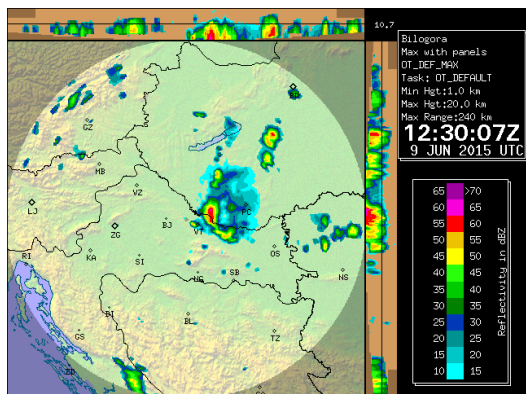 10.7
Bilogora
Max with panels
OT_DEF_MAX
Task: OT_DEFAULT
Min Hgt:1.0 km
Max Hgt:20.0 km
Max Range:240 km
12:30:07Z
9 JUN 2015 UTC
GZ
MB
VZ
LJ
ZG
BJ
VT
PC
RI
KA
SI
OS
NG
SB
NS
BI
BL
GS
TZ
ZD
65 >70
60 65
55 60
50 55
45 50
40 45
35 40
30 35
25 30
20 25
15 20
10 15
Reflectivity in dBZ